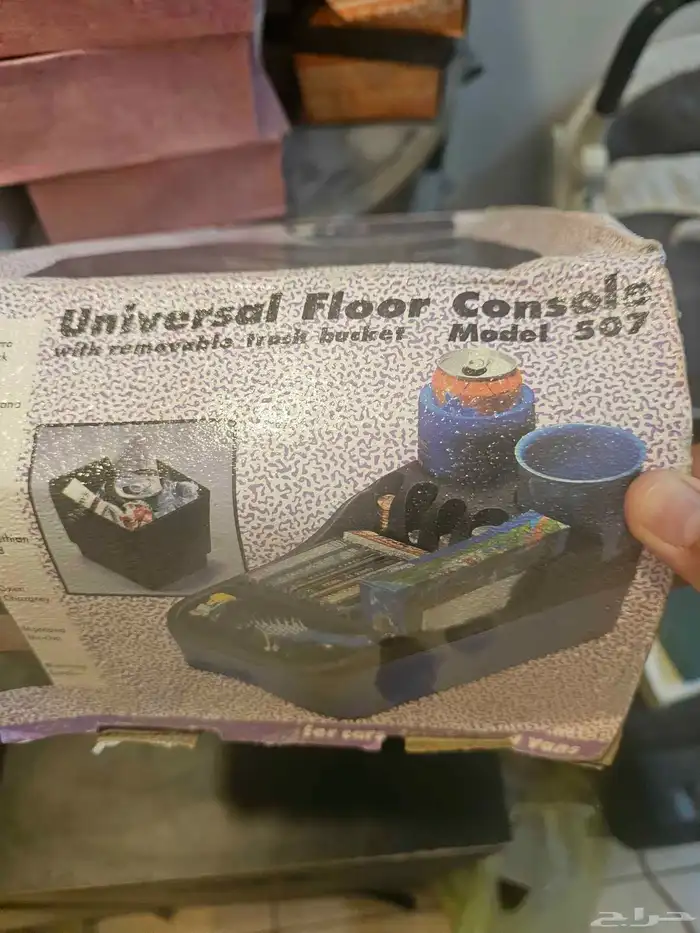 Universal Floor Console
with removable trash bucket Model 507
for cars
Vans
حراج